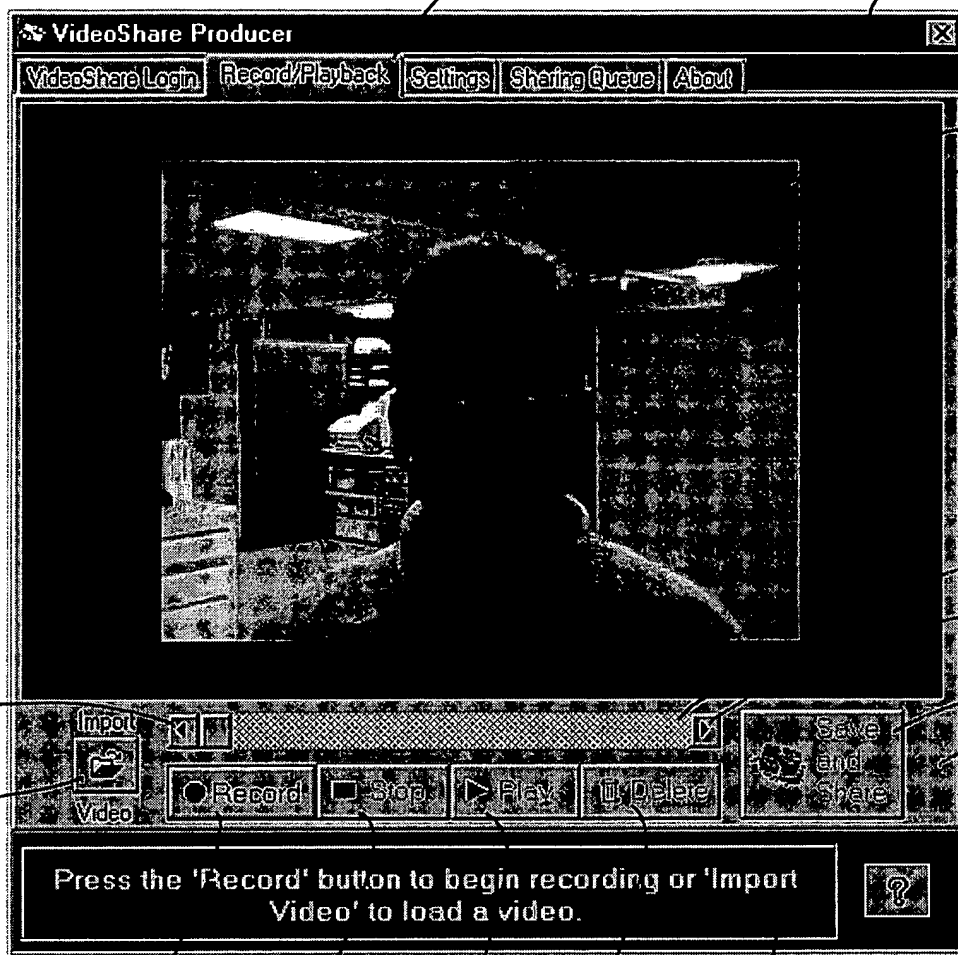 VideoShare Producer
VideoShare Login Record/Playback Settings Sharing Queue About
Import
Video
Record Stop Play Delete
Save
and
Share
Press the 'Record' button to begin recording or 'Import
Video' to load a video.
?